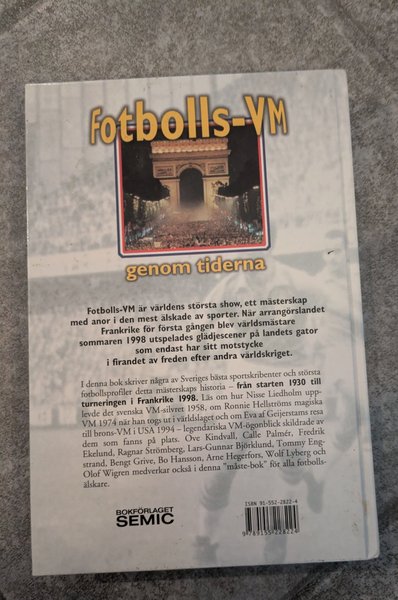 Fotbolls-VM
genom tiderna
Fotbolls-VM är världens största show, ett mästerskap
med anor i den mest älskade av sporter. När arrangörslandet
Frankrike för första gången blev världsmästare
sommaren 1998 utspelades glädjescener på landets gator
som endast har sitt motstycke
i firandet av freden efter andra världskriget.
I denna bok skriver några av Sveriges bästa sportskribenter och största
fotbollsprofiler detta mästerskaps historia – från starten 1930 till
turneringen i Frankrike 1998. Läs om hur Nisse Liedholm upp-
levde det svenska VM-silvret 1958, om Ronnie Hellströms magiska
VM 1974 när han togs ut i världslaget och om Eva af Geijerstams resa
till brons-VM i USA 1994 – legendariska VM-ögonblick skildrade av
dem som fanns på plats. Ove Kindvall, Calle Palmér, Fredrik
Ekelund, Ragnar Strömberg, Lars-Gunnar Björklund, Tommy Eng-
strand, Bengt Grive, Bo Hansson, Arne Hegerfors, Wolf Lyberg och
Olof Wigren medverkar också i denna "måste-bok" för alla fotbolls-
älskare.
BOKFÖRLAGET
SEMIC
ISBN 91-552-2822-4
9 789155 228224